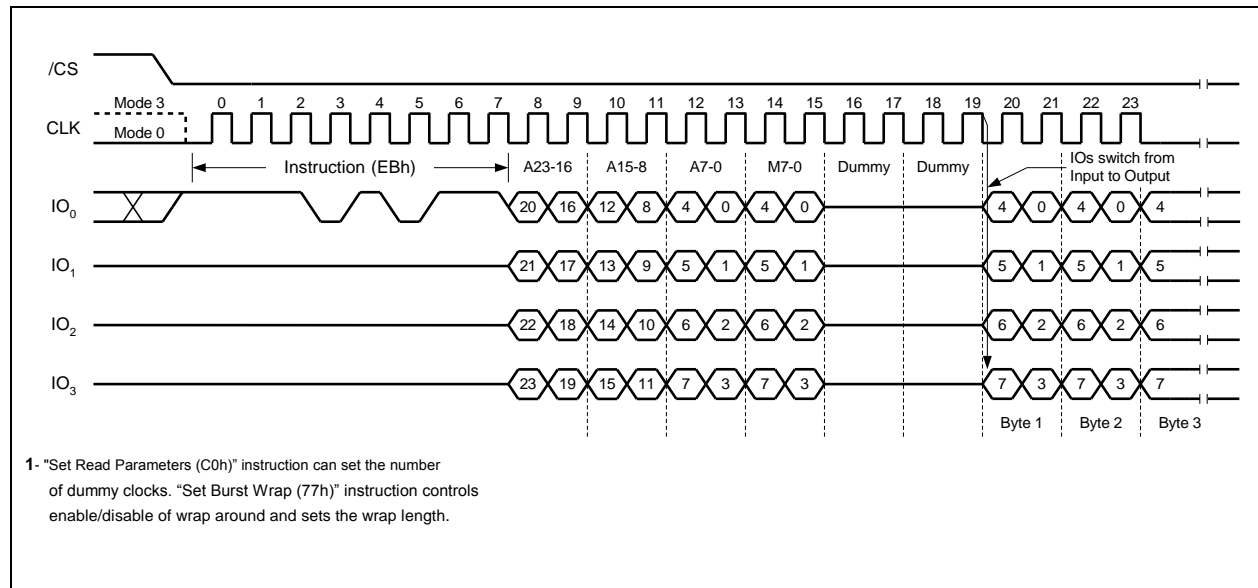 /CS
Mode 3 0 1 2 3 4 5 6 7 8 9 10 11 12 13 14 15 16 17 18 19 20 21 22 23
CLK
Mode 0
Instruction (EBh) A23-16 A15-8 A7-0 M7-0 Dummy Dummy IOs switch from
Input to Output
IO0 20 16 12 8 4 0 4 0 4 0 4 0 4
IO1 21 17 13 9 5 1 5 1 5 1 5 1 5
IO2 22 18 14 10 6 2 6 2 6 2 6 2 6
IO3 23 19 15 11 7 3 7 3 7 3 7 3 7
Byte 1 Byte 2 Byte 3
1- "Set Read Parameters (C0h)” instruction can set the number
of dummy clocks. “Set Burst Wrap (77h)” instruction controls
enable/disable of wrap around and sets the wrap length.